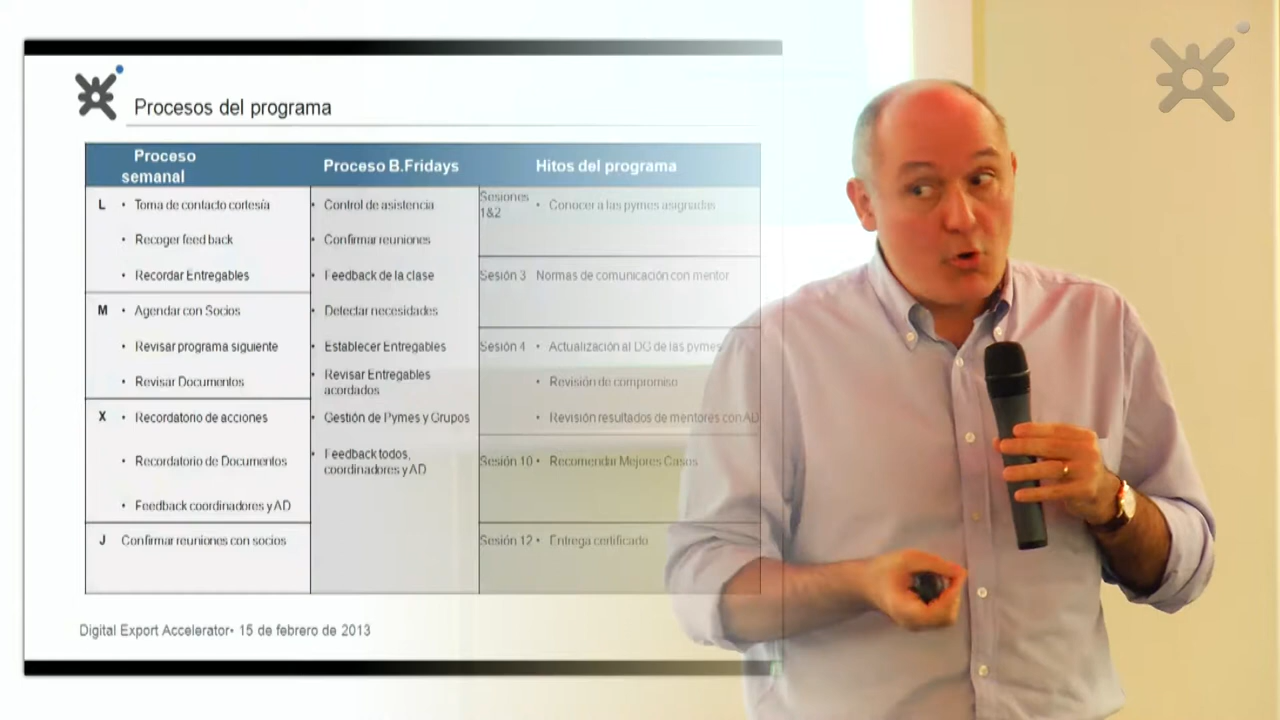 Procesos del programa
Proceso
semanal
Proceso B.Fridays
Hitos del programa
L
• Toma de contacto cortesía
• Recoger feed back
• Recordar Entregables
M
• Agendar con Socios
• Revisar programa siguiente
• Revisar Documentos
X
• Recordatorio de acciones
• Recordatorio de Documentos
• Feedback coordinadores y AD
J
Confirmar reuniones con socios
• Control de asistencia
• Confirmar reuniones
• Feedback de la clase
• Detectar necesidades
• Establecer Entregables
• Revisar Entregables
acordados
• Gestión de Pymes y Grupos
• Feedback todos,
coordinadores y AD
Sesiones
1&2
• Conocer a las pymes asignadas
Sesión 3
Normas de comunicación con mentor
Sesión 4
• Actualización al DG de las pymes
• Revisión de compromiso
• Revisión resultados de mentores con AD
Sesión 10
• Recomendar Mejores Casos
Sesión 12
• Entrega certificado
Digital Export Accelerator• 15 de febrero de 2013